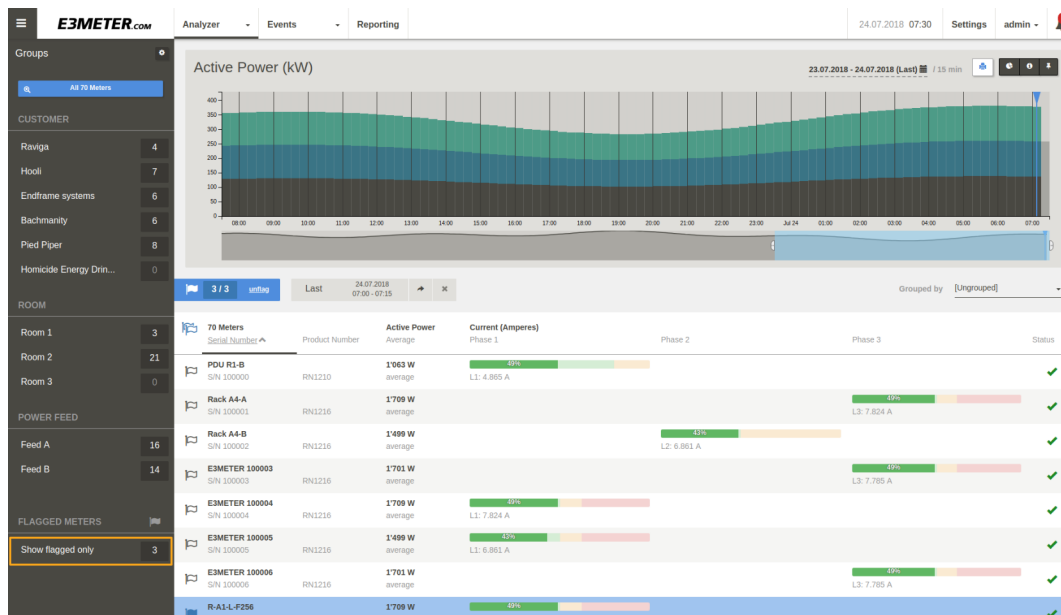 E3METER.COM
Analyzer
Events
Reporting
24.07.2018 07:30
Settings
admin
Groups
All 70 Meters
CUSTOMER
Raviga 4
Hooli 7
Endframe systems 6
Bachmanity 6
Pied Piper 8
Homicide Energy Drin... 0
ROOM
Room 1 3
Room 2 21
Room 3 0
POWER FEED
Feed A 16
Feed B 14
FLAGGED METERS
Show flagged only 3
Active Power (kW)
23.07.2018 - 24.07.2018 (Last) / 15 min
400
350
300
250
200
150
100
50
0
08:00 09:00 10:00 11:00 12:00 13:00 14:00 15:00 16:00 17:00 18:00 19:00 20:00 21:00 22:00 23:00 Jul 24 01:00 02:00 03:00 04:00 05:00 06:00 07:00
3 / 3 unflag
Last
24.07.2018
07:00 - 07:15
Grouped by [Ungrouped]
70 Meters Active Power Current (Amperes)
Serial Number Product Number Average Phase 1 Phase 2 Phase 3 Status
PDU R1-B 1'063 W 49%
S/N 100000 RN1210 average L1: 4.865 A
Rack A4-A 1'709 W 49%
S/N 100001 RN1216 average L3: 7.824 A
Rack A4-B 1'499 W 43%
S/N 100002 RN1216 average L2: 6.861 A
E3METER 100003 1'701 W 49%
S/N 100003 RN1216 average L3: 7.785 A
E3METER 100004 1'709 W 49%
S/N 100004 RN1216 average L1: 7.824 A
E3METER 100005 1'499 W 43%
S/N 100005 RN1216 average L1: 6.861 A
E3METER 100006 1'701 W 49%
S/N 100006 RN1216 average L3: 7.785 A
R-A1-L-F256 1'709 W 49%